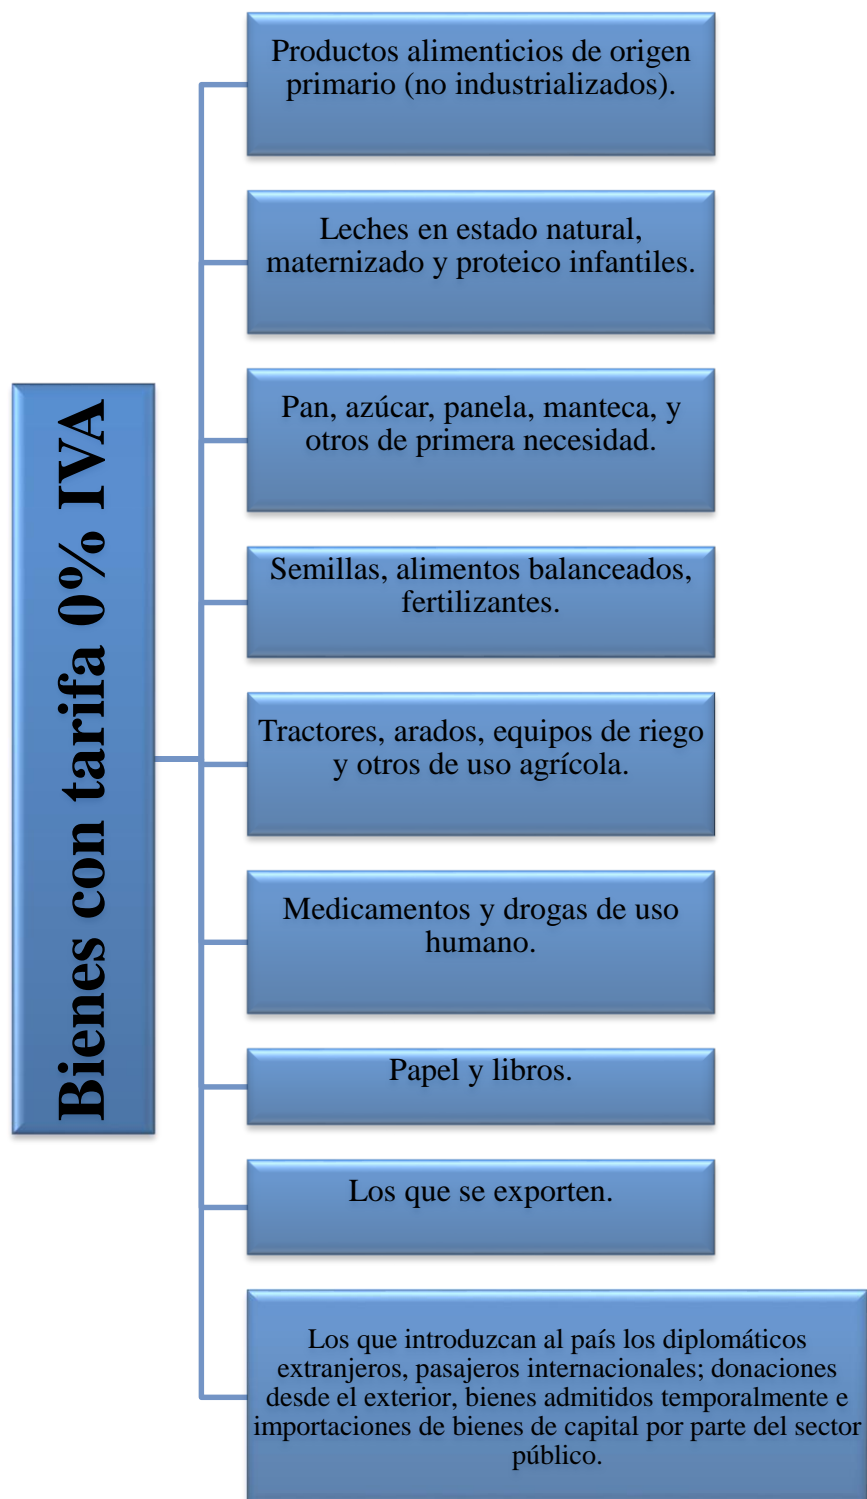 Bienes con tarifa 0% IVA
Productos alimenticios de origen
primario (no industrializados).
Leches en estado natural,
maternizado y proteico infantiles.
Pan, azúcar, panela, manteca, y
otros de primera necesidad.
Semillas, alimentos balanceados,
fertilizantes.
Tractores, arados, equipos de riego
y otros de uso agrícola.
Medicamentos y drogas de uso
humano.
Papel y libros.
Los que se exporten.
Los que introduzcan al país los diplomáticos
extranjeros, pasajeros internacionales; donaciones
desde el exterior, bienes admitidos temporalmente e
importaciones de bienes de capital por parte del sector
público.